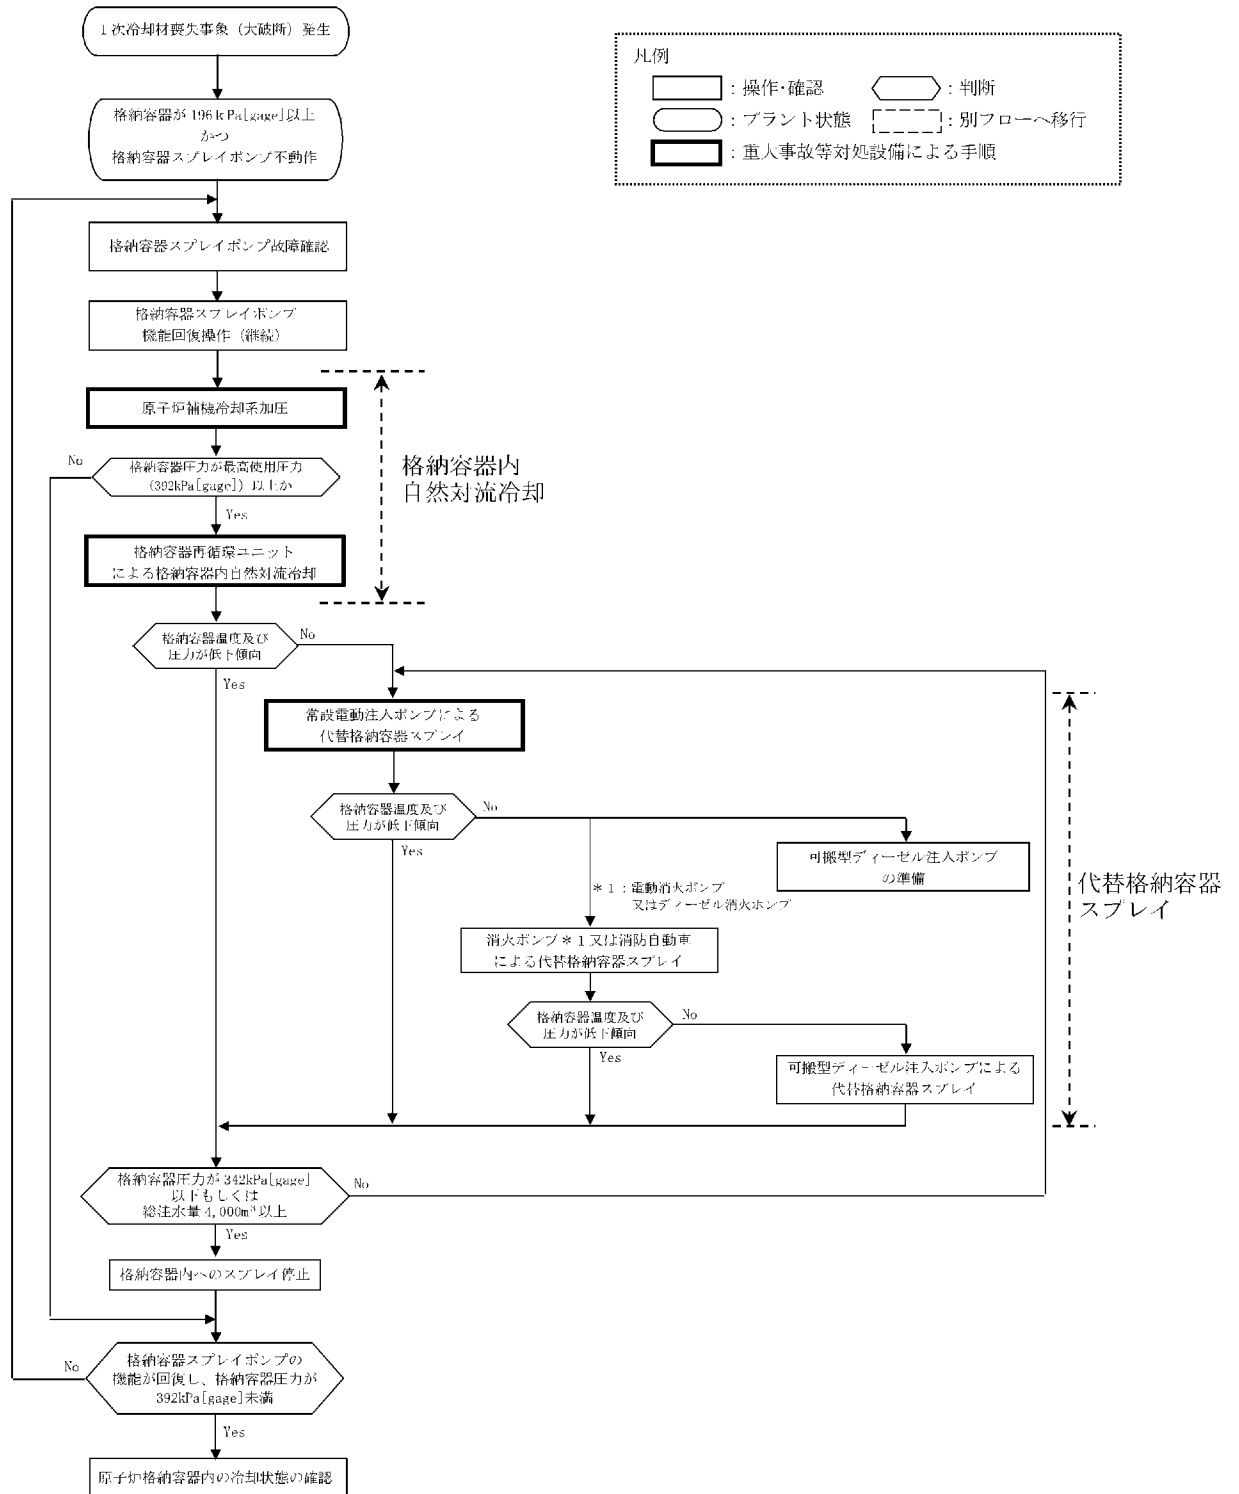 1次冷却材喪失事象（大破断）発生
凡例
：操作･確認
：判断
：プラント状態
：別フローへ移行
：重大事故等対処設備による手順
格納容器が196kPa[gage]以上
かつ
格納容器スプレイポンプ不動作
格納容器スプレイポンプ故障確認
格納容器スプレイポンプ
機能回復操作（継続）
原子炉補機冷却系加圧
No
格納容器圧力が最高使用圧力
（392kPa[gage]）以上か
Yes
格納容器内
自然対流冷却
格納容器再循環ユニット
による格納容器内自然対流冷却
格納容器温度及び
圧力が低下傾向
No
Yes
常設電動注入ポンプによる
代替格納容器スプレイ
格納容器温度及び
圧力が低下傾向
No
Yes
可搬型ディーゼル注入ポンプ
の準備
代替格納容器
スプレイ
＊1：電動消火ポンプ
又はディーゼル消火ポンプ
消火ポンプ＊1又は消防自動車
による代替格納容器スプレイ
格納容器温度及び
圧力が低下傾向
No
Yes
可搬型ディーゼル注入ポンプによる
代替格納容器スプレイ
格納容器圧力が342kPa[gage]
以下もしくは
総注水量4,000m³以上
No
Yes
格納容器内へのスプレイ停止
No
格納容器スプレイポンプの
機能が回復し、格納容器圧力が
392kPa[gage]未満
Yes
原子炉格納容器内の冷却状態の確認